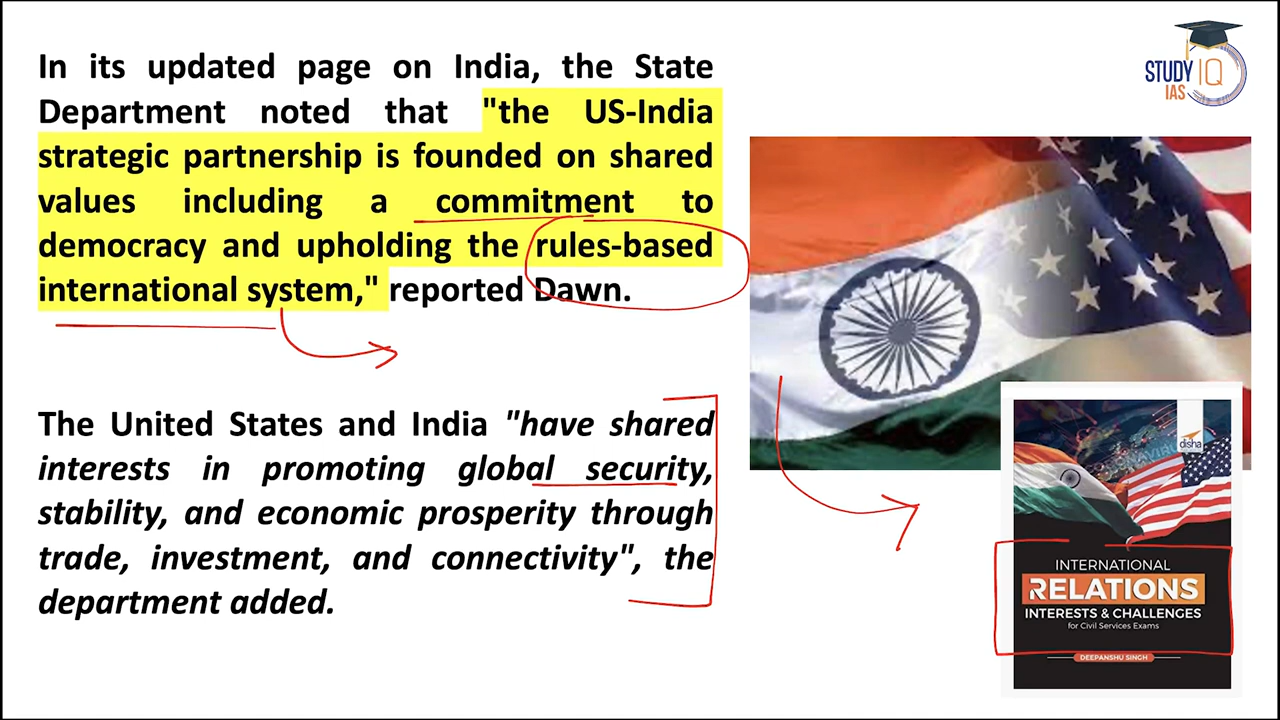 In its updated page on India, the State
Department noted that "the US-India
strategic partnership is founded on shared
values including a commitment to
democracy and upholding the rules-based
international system," reported Dawn.
The United States and India "have shared
interests in promoting global security,
stability, and economic prosperity through
trade, investment, and connectivity", the
department added.
STUDY IQ
IAS
disha
INTERNATIONAL
RELATIONS
INTERESTS & CHALLENGES
for Civil Services Exams
DEEPANSHU SINGH